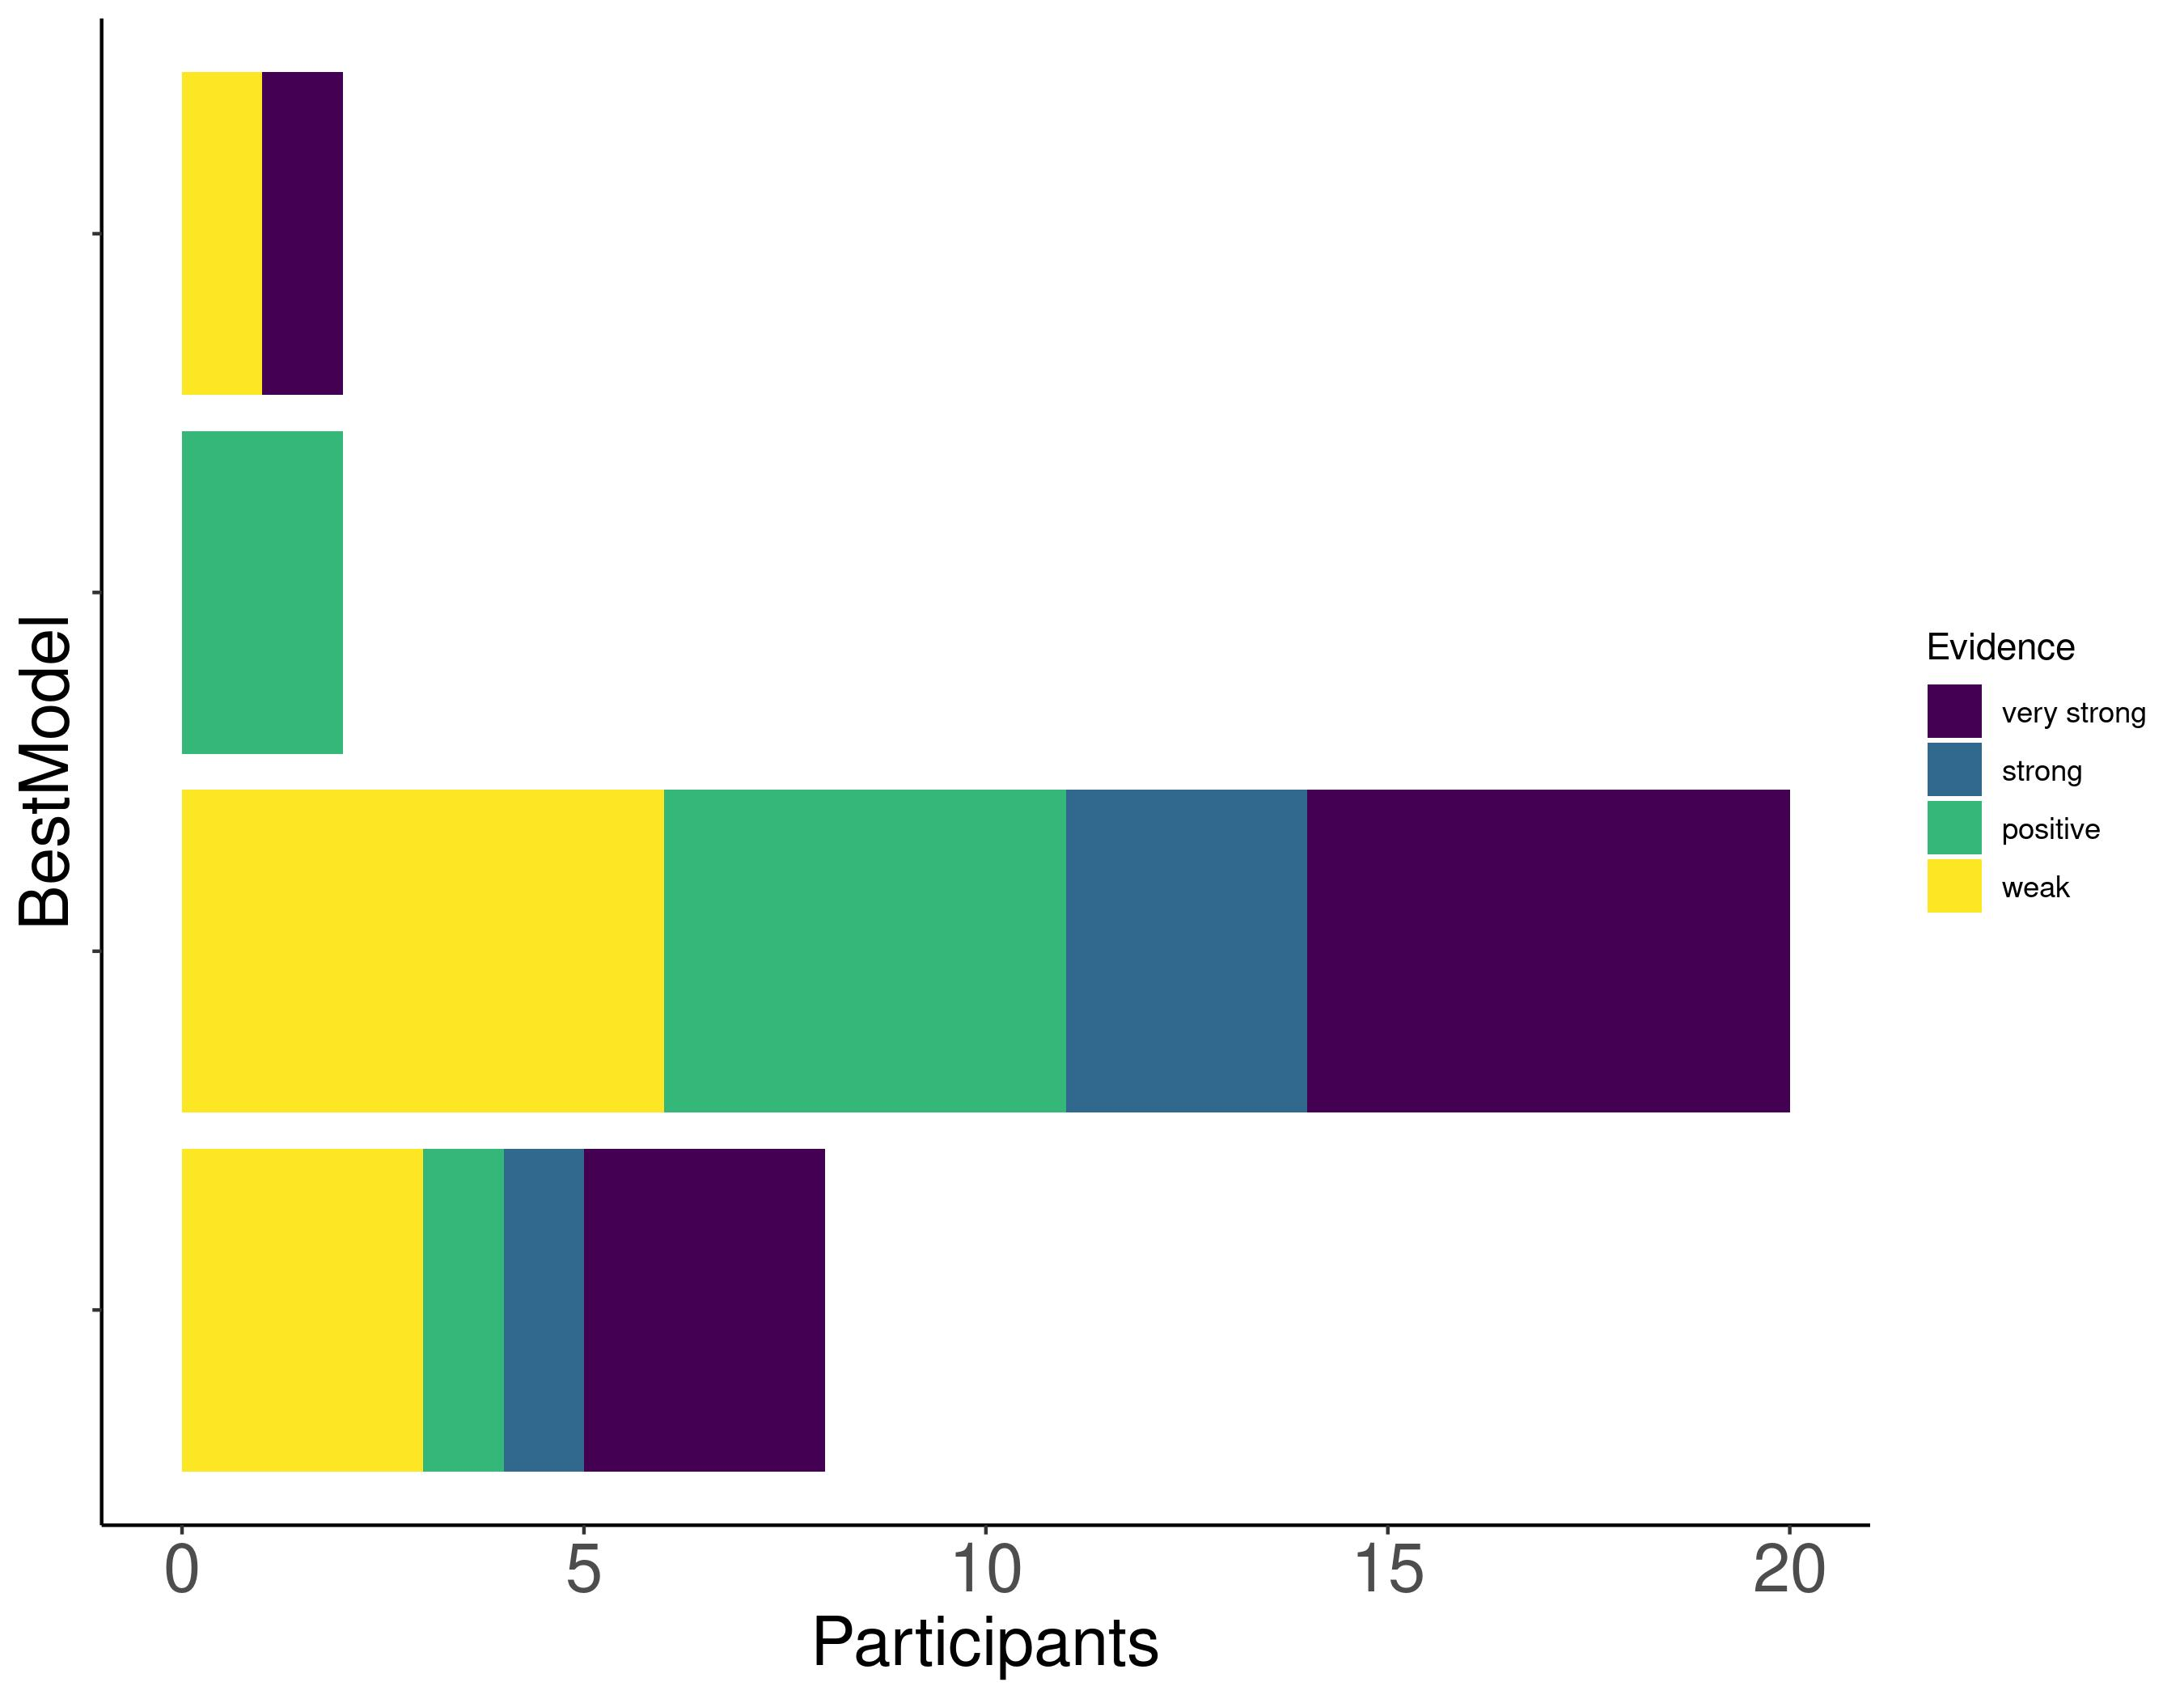 BestModel
Evidence
very strong
strong
positive
weak
0 5 10 15 20
Participants